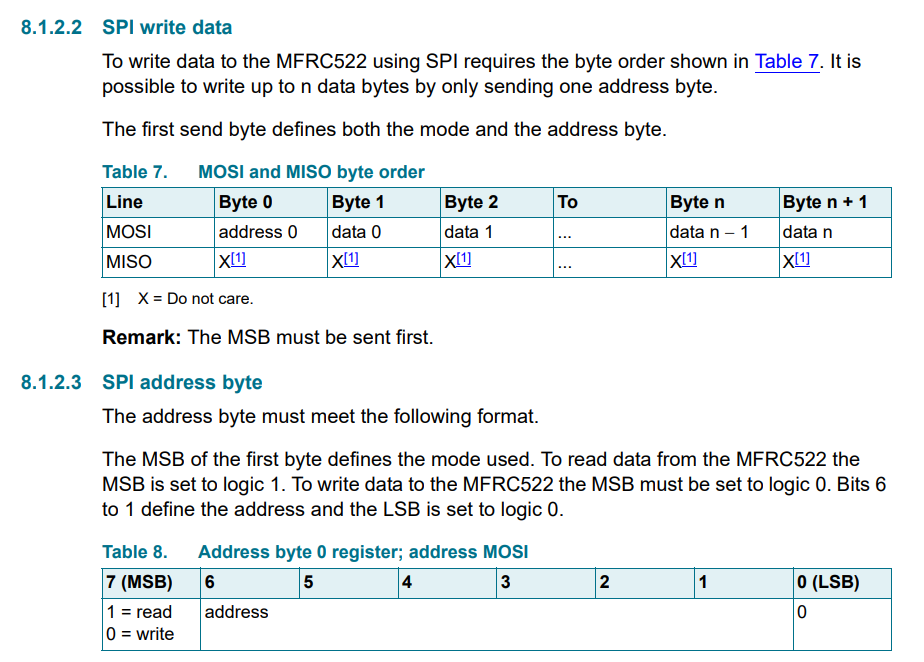 8.1.2.2 SPI write data
To write data to the MFRC522 using SPI requires the byte order shown in Table 7. It is
possible to write up to n data bytes by only sending one address byte.
The first send byte defines both the mode and the address byte.
Table 7. MOSI and MISO byte order
Line Byte 0 Byte 1 Byte 2 To Byte n Byte n + 1
MOSI address 0 data 0 data 1 ... data n − 1 data n
MISO X[1] X[1] X[1] ... X[1] X[1]
[1] X = Do not care.
Remark: The MSB must be sent first.
8.1.2.3 SPI address byte
The address byte must meet the following format.
The MSB of the first byte defines the mode used. To read data from the MFRC522 the
MSB is set to logic 1. To write data to the MFRC522 the MSB must be set to logic 0. Bits 6
to 1 define the address and the LSB is set to logic 0.
Table 8. Address byte 0 register; address MOSI
7 (MSB) 6 5 4 3 2 1 0 (LSB)
1 = read address 0
0 = write